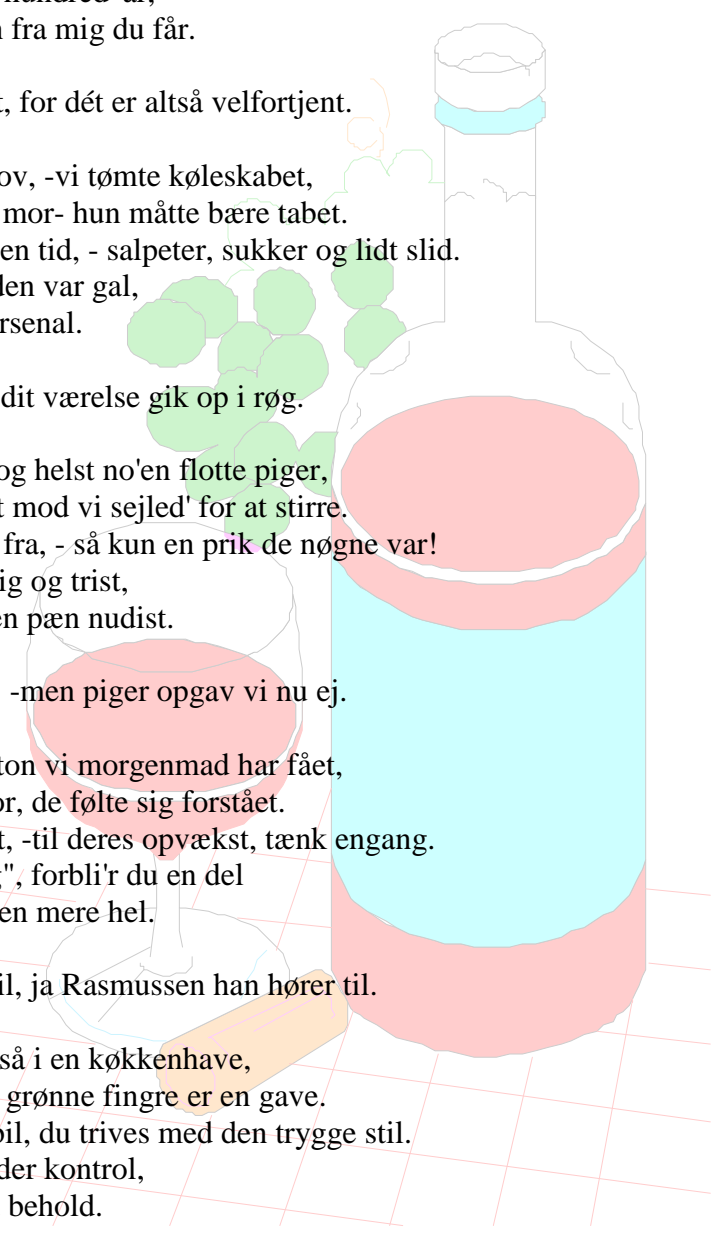 hundred' år,
fra mig du får.
t, for dét er altså velfortjent.
ov, -vi tømte køleskabet,
mor- hun måtte bære tabet.
en tid, - salpeter, sukker og lidt slid.
den var gal,
rsenal.
dit værelse gik op i røg.
og helst no'en flotte piger,
t mod vi sejled' for at stirre.
fra, - så kun en prik de nøgne var!
ig og trist,
en pæn nudist.
-men piger opgav vi nu ej.
ton vi morgenmad har fået,
or, de følte sig forstået.
t, -til deres opvækst, tænk engang.
", forbli'r du en del
en mere hel.
il, ja Rasmussen han hører til.
så i en køkkenhave,
grønne fingre er en gave.
bil, du trives med den trygge stil.
der kontrol,
behold.